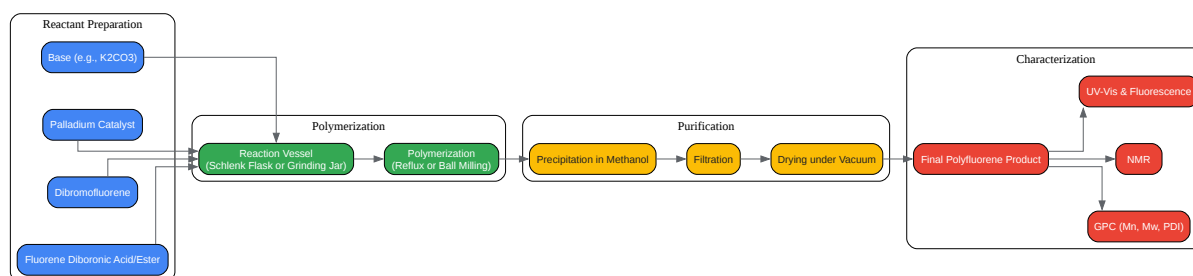 Reactant Preparation
Base (e.g., K2CO3)
Palladium Catalyst
Dibromofluorene
Fluorene Diboronic Acid/Ester
Polymerization
Reaction Vessel
(Schlenk Flask or Grinding Jar)
Polymerization
(Reflux or Ball Milling)
Purification
Precipitation in Methanol
Filtration
Drying under Vacuum
Characterization
Final Polyfluorene Product
UV-Vis & Fluorescence
NMR
GPC (Mn, Mw, PDI)